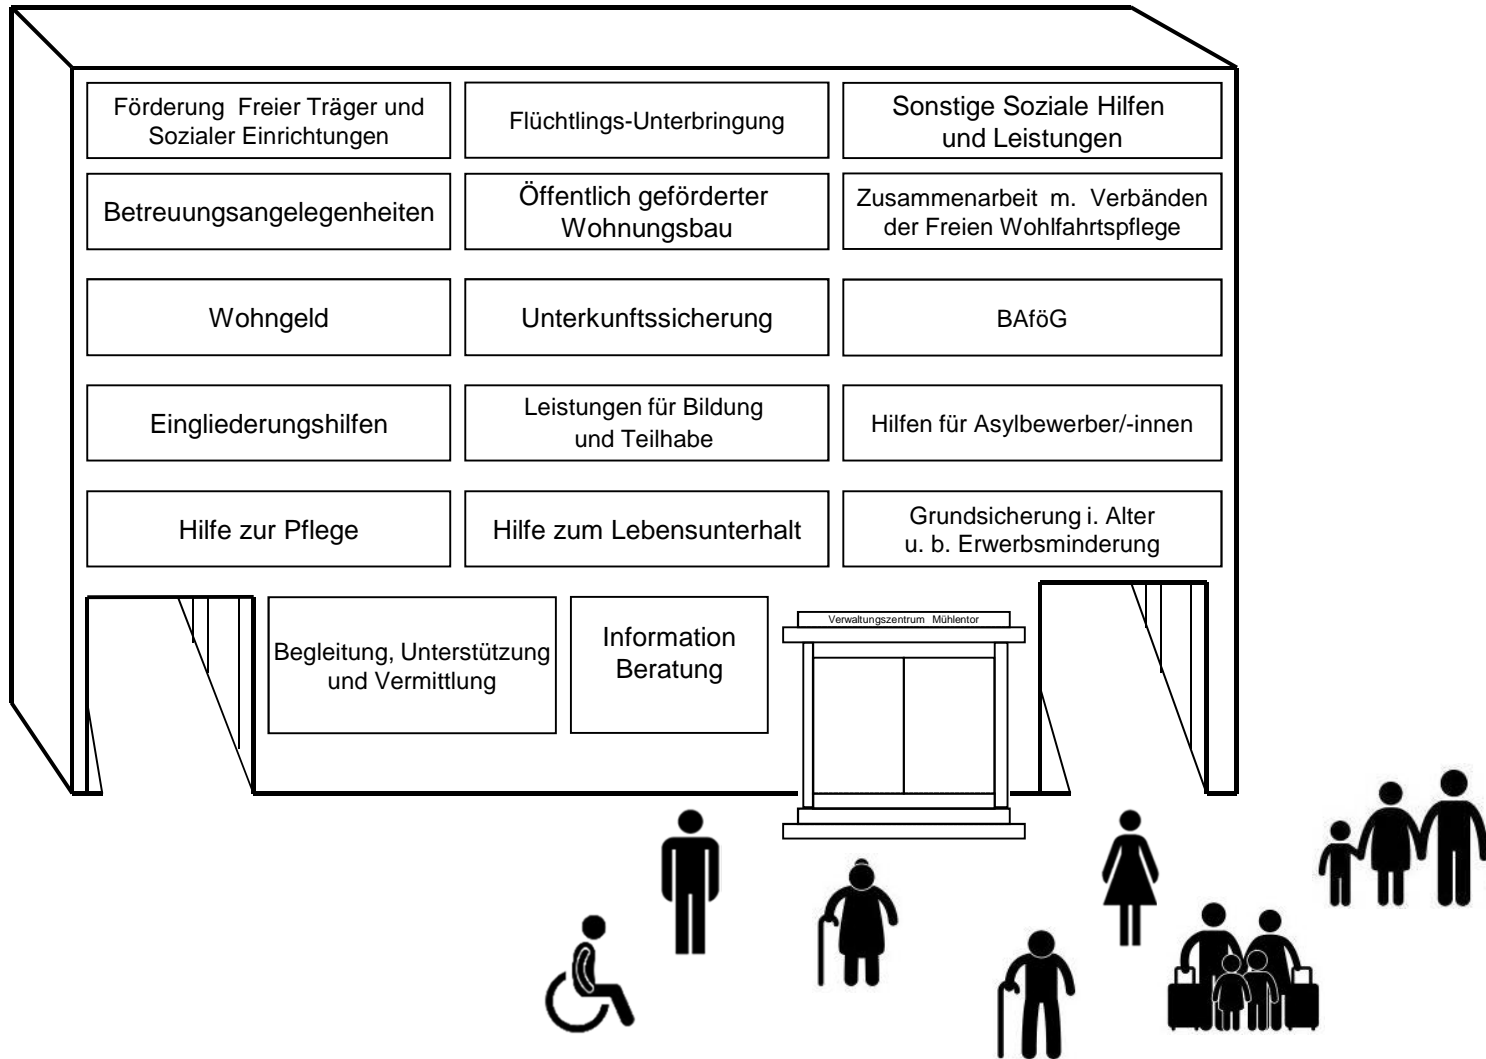 Förderung Freier Träger und
Sozialer Einrichtungen
Flüchtlings-Unterbringung
Sonstige Soziale Hilfen
und Leistungen
Betreuungsangelegenheiten
Öffentlich geförderter
Wohnungsbau
Zusammenarbeit m. Verbänden
der Freien Wohlfahrtspflege
Wohngeld
Unterkunftssicherung
BAföG
Eingliederungshilfen
Leistungen für Bildung
und Teilhabe
Hilfen für Asylbewerber/-innen
Hilfe zur Pflege
Hilfe zum Lebensunterhalt
Grundsicherung i. Alter
u. b. Erwerbsminderung
Begleitung, Unterstützung
und Vermittlung
Information
Beratung
Verwaltungszentrum Mühlentor